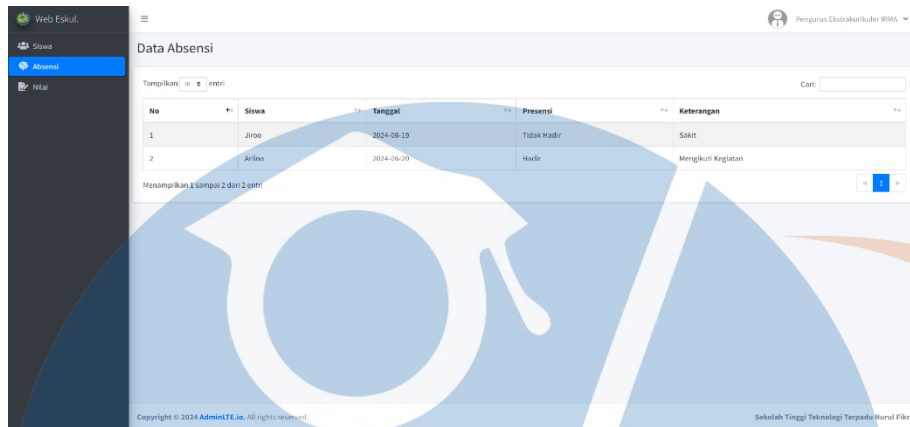 Web Eskul.
Pengurus Ekstrakurikuler IRMA
Siswa
Absensi
Nilai
Data Absensi
Tampilkan 10 entri
Cari:
No Siswa Tanggal Presensi Keterangan
1 Jiroo 2024-06-19 Tidak Hadir Sakit
2 Arlina 2024-06-20 Hadir Mengikuti Kegiatan
Menampilkan 1 sampai 2 dari 2 entri
1
Copyright © 2024 AdminLTE.io. All rights reserved.
Sekolah Tinggi Teknologi Terpadu Nurul Fikr